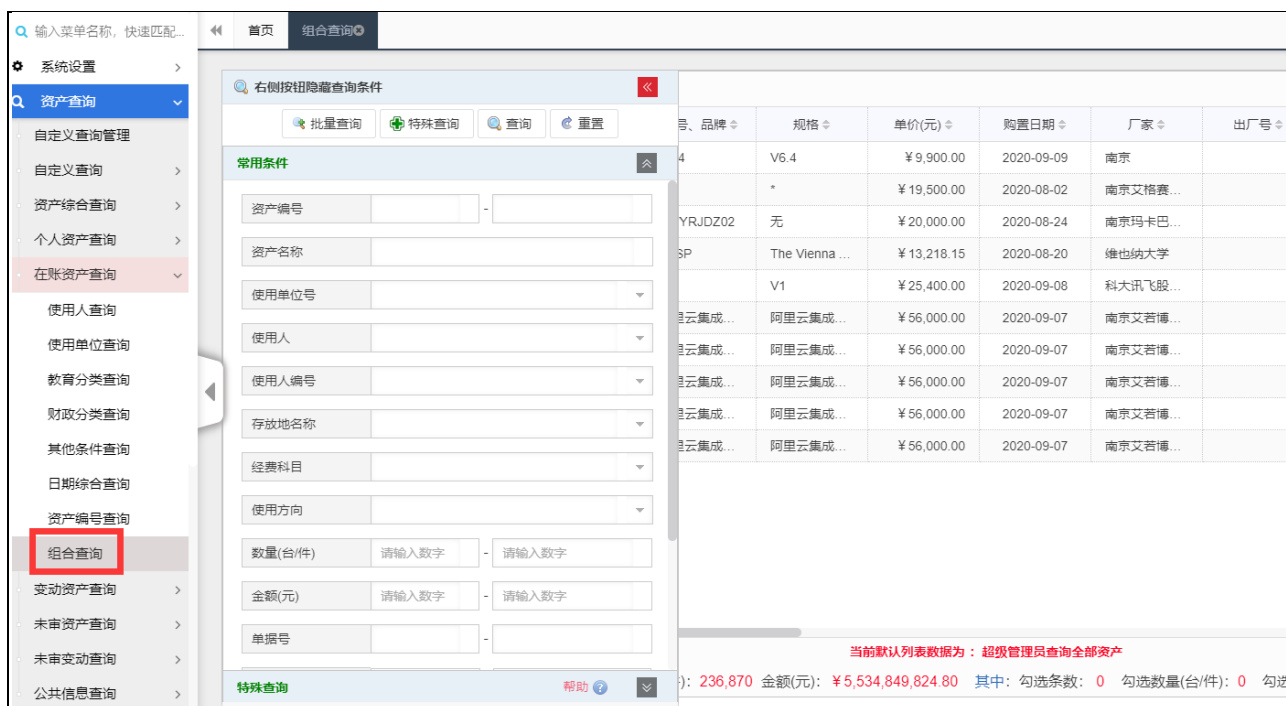 输入菜单名称，快速匹配...
首页
组合查询
系统设置
资产查询
自定义查询管理
自定义查询
资产综合查询
个人资产查询
在账资产查询
使用人查询
使用单位查询
教育分类查询
财政分类查询
其他条件查询
日期综合查询
资产编号查询
组合查询
变动资产查询
未审资产查询
未审变动查询
公共信息查询
右侧按钮隐藏查询条件
批量查询 特殊查询 查询 重置
常用条件
资产编号 -
资产名称
使用单位号
使用人
使用人编号
存放地名称
经费科目
使用方向
数量(台/件) 请输入数字 - 请输入数字
金额(元) 请输入数字 - 请输入数字
单据号 -
特殊查询 帮助
号、品牌 规格 单价(元) 购置日期 厂家 出厂号
4 V6.4 ¥9,900.00 2020-09-09 南京
* ¥19,500.00 2020-08-02 南京艾格赛...
YRJDZ02 无 ¥20,000.00 2020-08-24 南京玛卡巴...
SP The Vienna ... ¥13,218.15 2020-08-20 维也纳大学
V1 ¥25,400.00 2020-09-08 科大讯飞股...
里云集成... 阿里云集成... ¥56,000.00 2020-09-07 南京艾若博...
里云集成... 阿里云集成... ¥56,000.00 2020-09-07 南京艾若博...
里云集成... 阿里云集成... ¥56,000.00 2020-09-07 南京艾若博...
里云集成... 阿里云集成... ¥56,000.00 2020-09-07 南京艾若博...
里云集成... 阿里云集成... ¥56,000.00 2020-09-07 南京艾若博...
当前默认列表数据为： 超级管理员查询全部资产
): 236,870 金额(元): ¥5,534,849,824.80 其中: 勾选条数: 0 勾选数量(台/件): 0 勾选